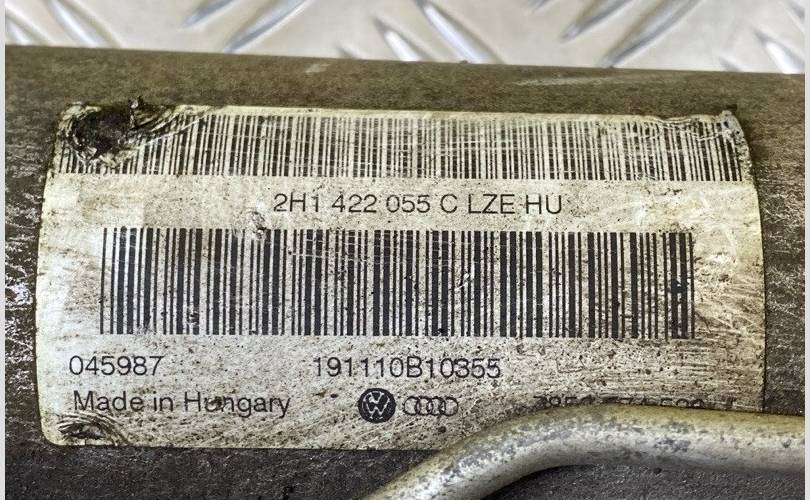 2H1 422 055 C LZE HU
045987
191110B10355
Made in Hungary